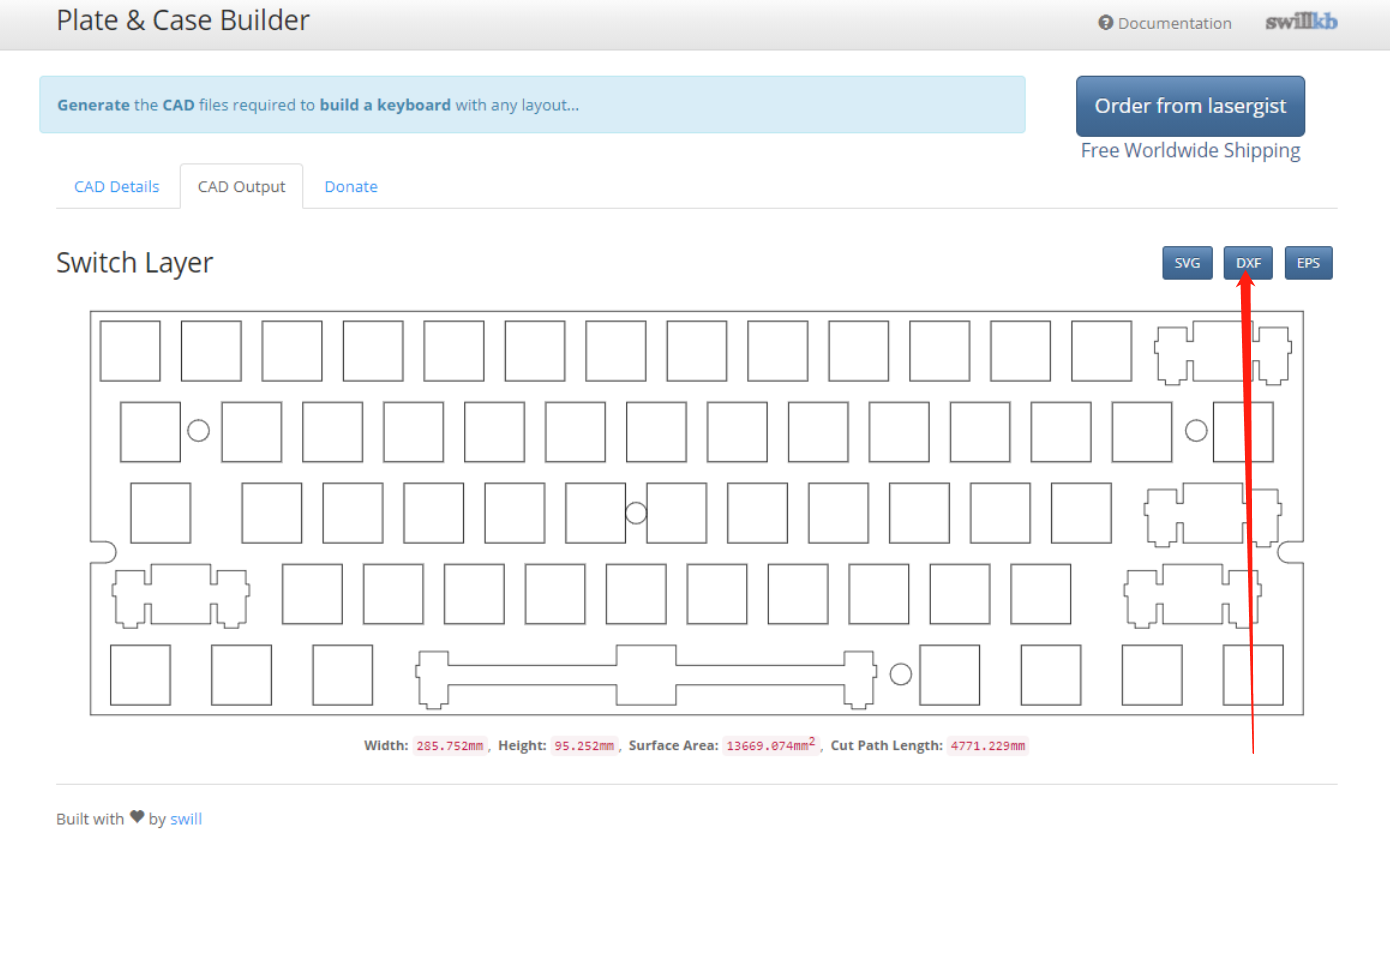 Plate & Case Builder
Documentation
swillkb
Generate the CAD files required to build a keyboard with any layout...
Order from lasergist
Free Worldwide Shipping
CAD Details
CAD Output
Donate
Switch Layer
SVG
DXF
EPS
Width: 285.752mm, Height: 95.252mm, Surface Area: 13669.074mm², Cut Path Length: 4771.229mm
Built with ♥ by swill